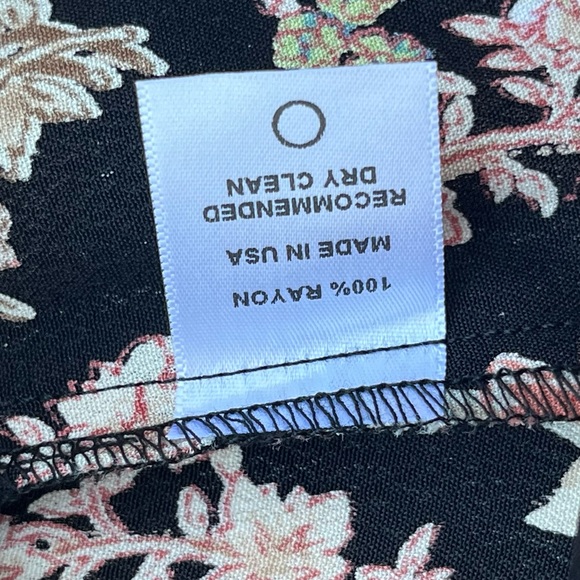 100% RAYON
MADE IN USA
RECOMMENDED
DRY CLEAN